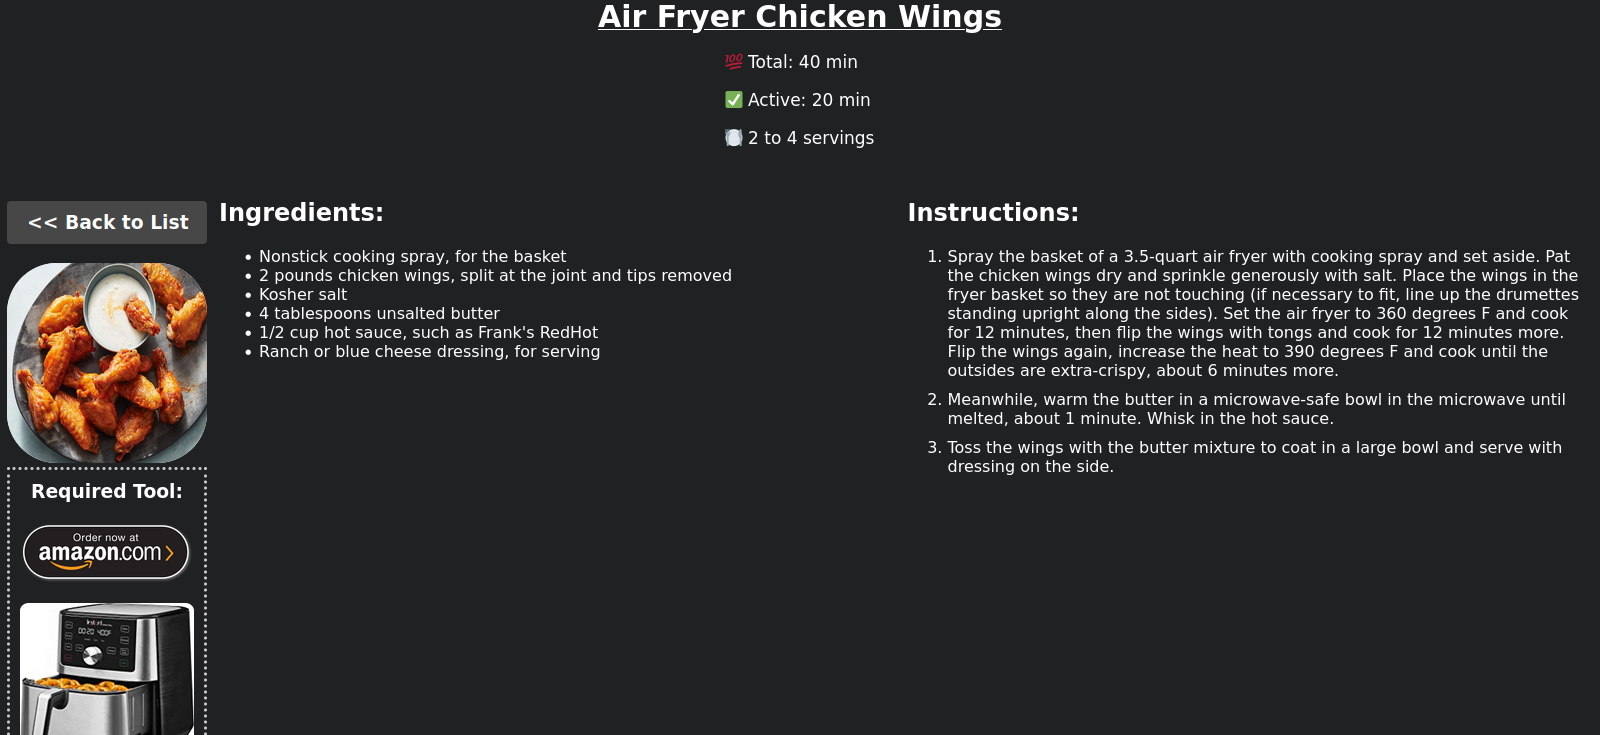 Air Fryer Chicken Wings
💯 Total: 40 min
✅ Active: 20 min
🍽️ 2 to 4 servings
<< Back to List
Ingredients:
• Nonstick cooking spray, for the basket
• 2 pounds chicken wings, split at the joint and tips removed
• Kosher salt
• 4 tablespoons unsalted butter
• 1/2 cup hot sauce, such as Frank's RedHot
• Ranch or blue cheese dressing, for serving
Instructions:
1. Spray the basket of a 3.5-quart air fryer with cooking spray and set aside. Pat
the chicken wings dry and sprinkle generously with salt. Place the wings in the
fryer basket so they are not touching (if necessary to fit, line up the drumettes
standing upright along the sides). Set the air fryer to 360 degrees F and cook
for 12 minutes, then flip the wings with tongs and cook for 12 minutes more.
Flip the wings again, increase the heat to 390 degrees F and cook until the
outsides are extra-crispy, about 6 minutes more.
2. Meanwhile, warm the butter in a microwave-safe bowl in the microwave until
melted, about 1 minute. Whisk in the hot sauce.
3. Toss the wings with the butter mixture to coat in a large bowl and serve with
dressing on the side.
Required Tool:
Order now at
amazon.com
Instant
00:20 400F